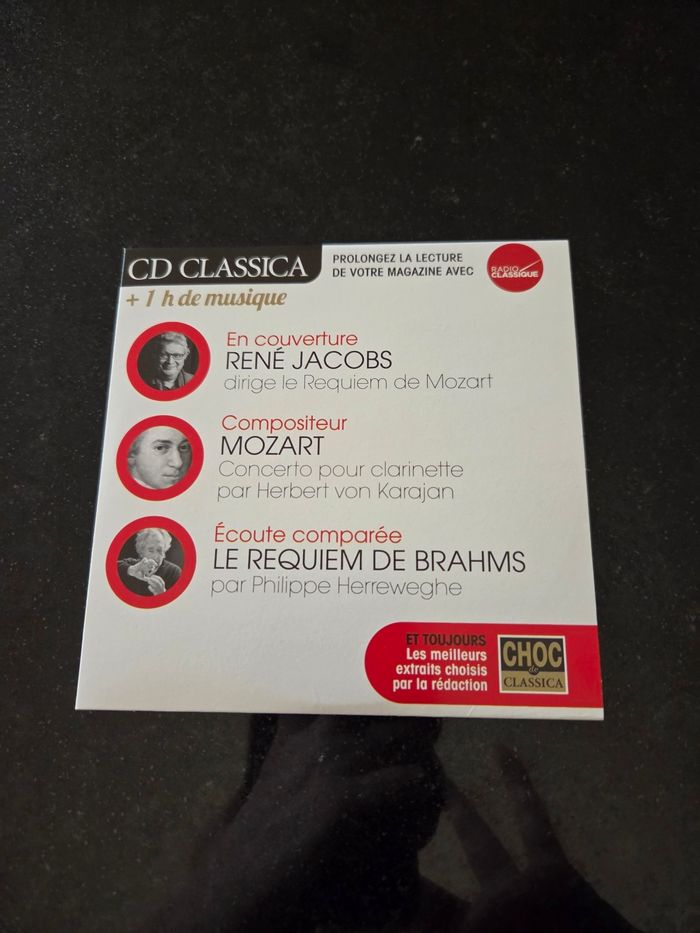 CD CLASSICA
+ 1 h de musique
PROLONGEZ LA LECTURE
DE VOTRE MAGAZINE AVEC
RADIO
CLASSIQUE
En couverture
RENÉ JACOBS
dirige le Requiem de Mozart
Compositeur
MOZART
Concerto pour clarinette
par Herbert von Karajan
Écoute comparée
LE REQUIEM DE BRAHMS
par Philippe Herreweghe
ET TOUJOURS
Les meilleurs
extraits choisis
par la rédaction
CHOC
de
CLASSICA